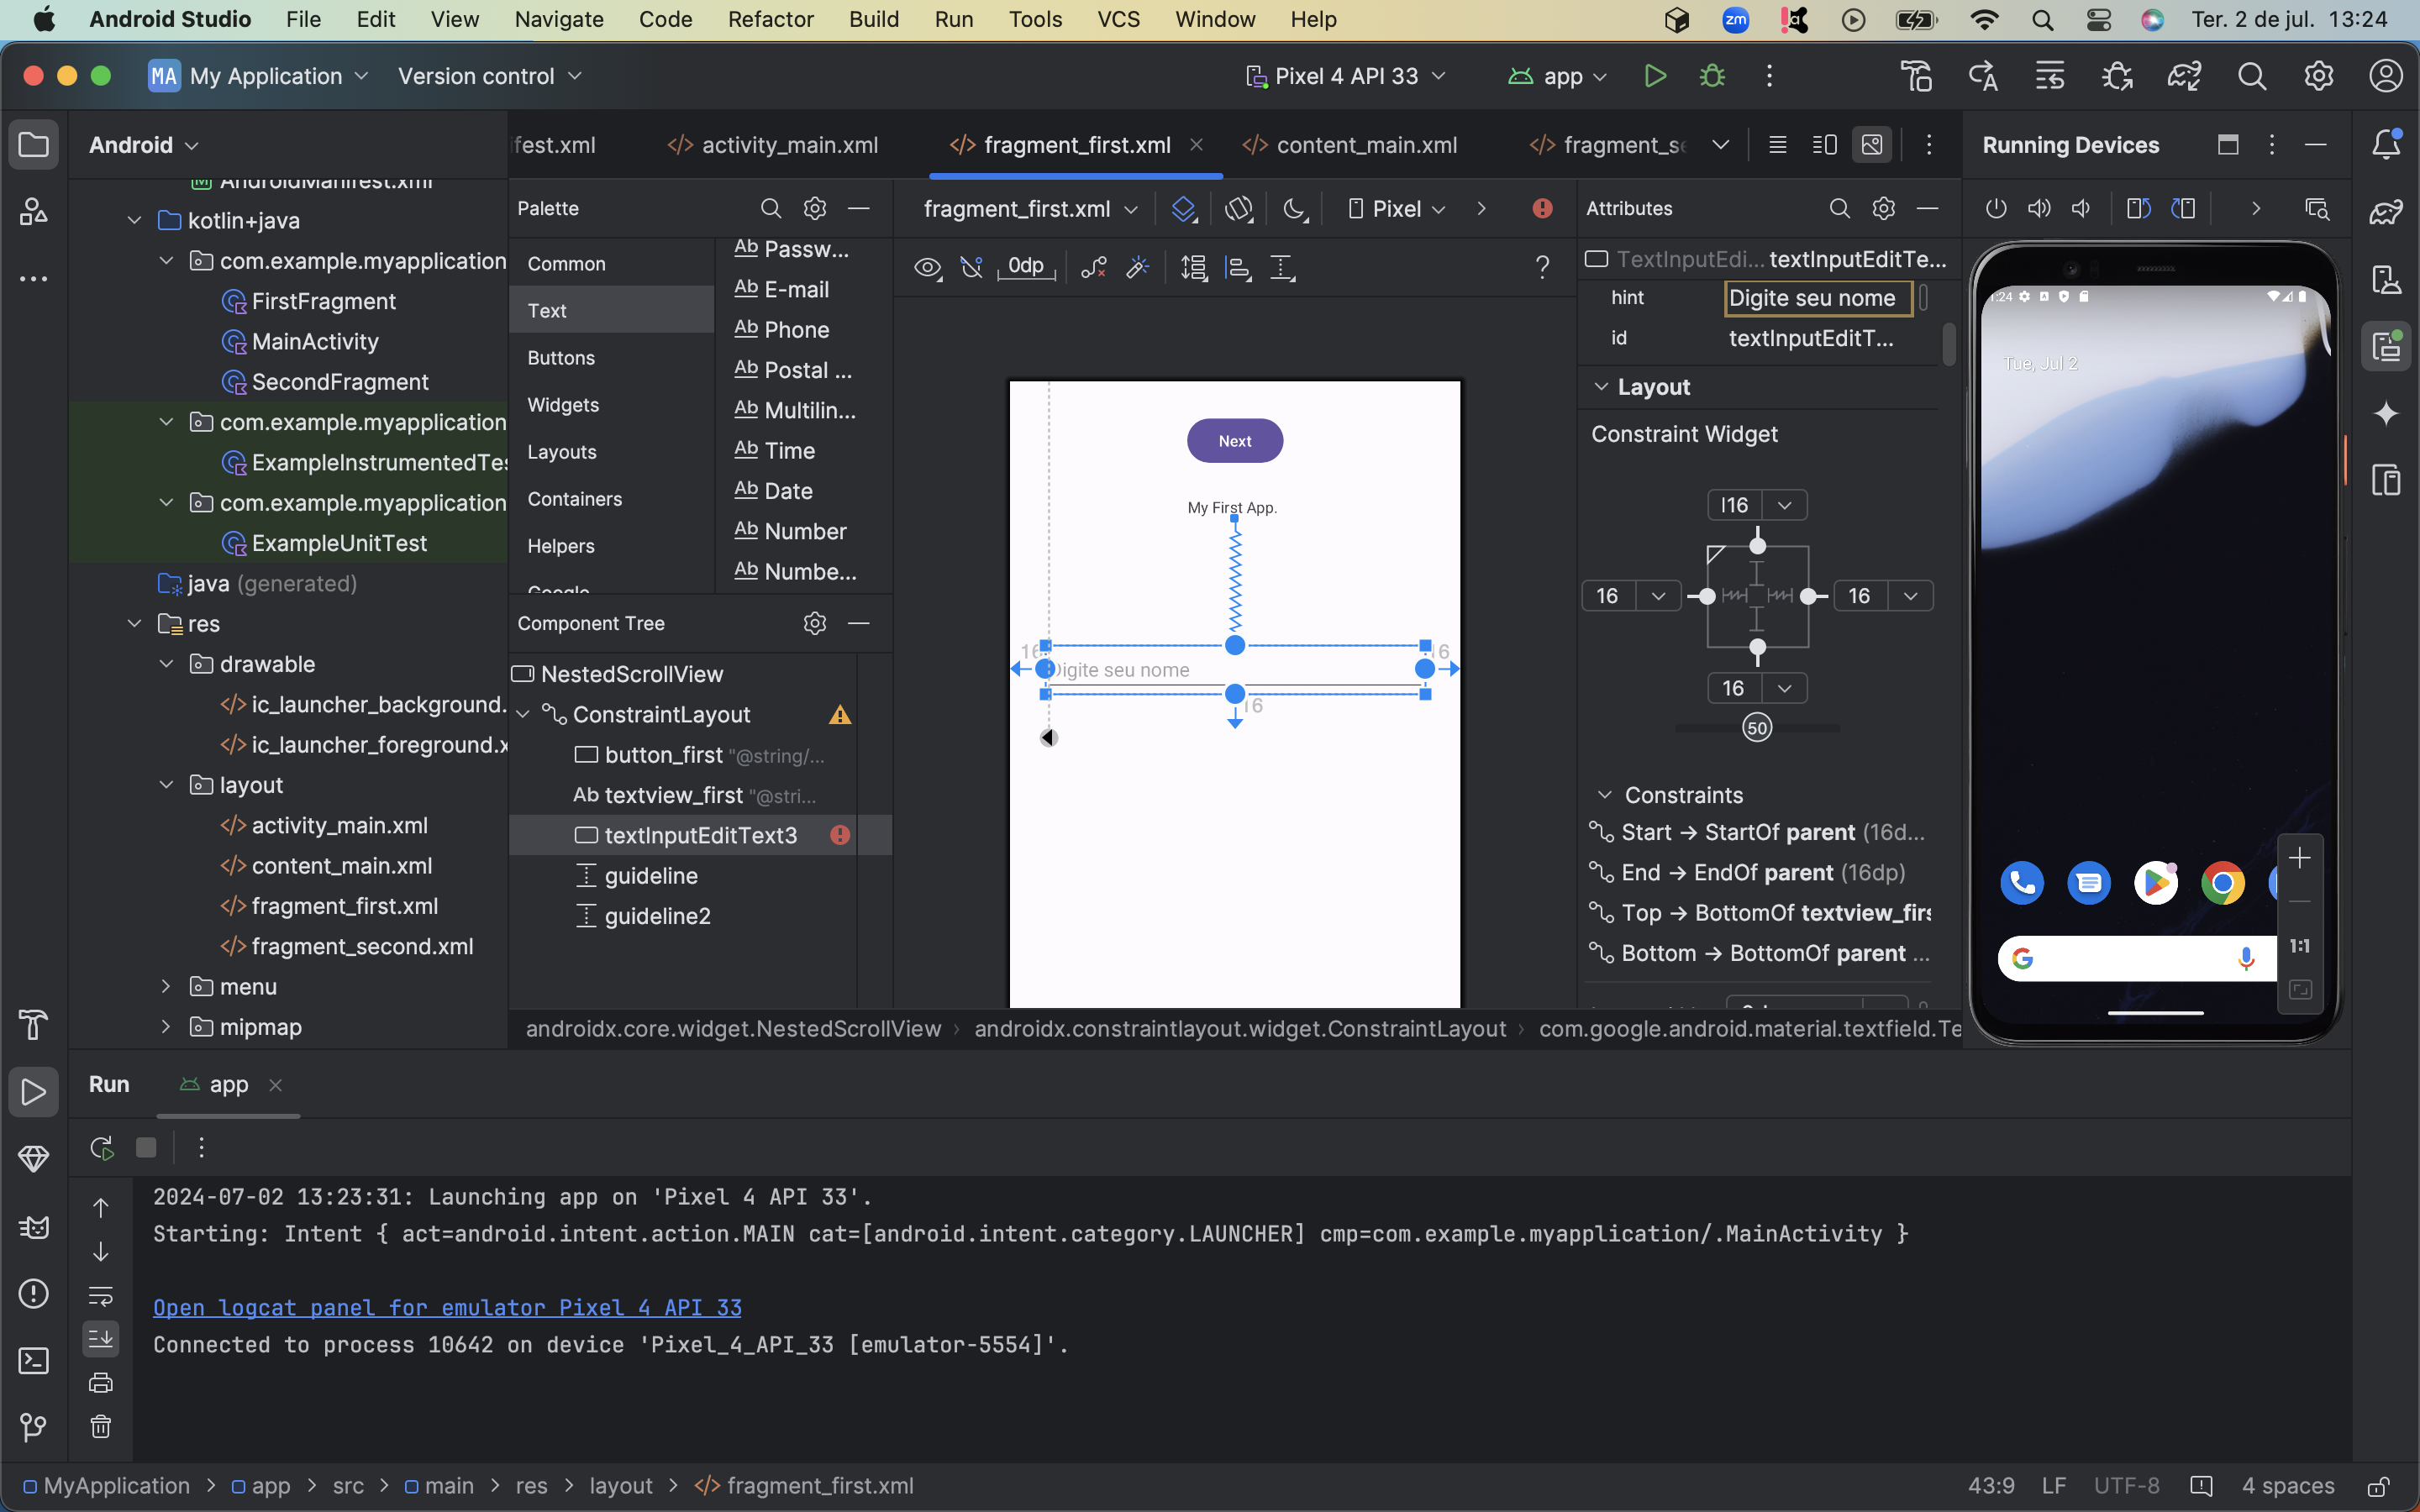 Android Studio File Edit View Navigate Code Refactor Build Run Tools VCS Window Help zm Ter. 2 de jul. 13:24
MA My Application Version control Pixel 4 API 33 app
Android
ifest.xml activity_main.xml fragment_first.xml content_main.xml fragment_se
Running Devices
AndroidManifest.xml
kotlin+java
com.example.myapplication
FirstFragment
MainActivity
SecondFragment
com.example.myapplication
ExampleInstrumentedTes
com.example.myapplication
ExampleUnitTest
java (generated)
res
drawable
ic_launcher_background.
ic_launcher_foreground.x
layout
activity_main.xml
content_main.xml
fragment_first.xml
fragment_second.xml
menu
mipmap
Palette
Common
Text
Buttons
Widgets
Layouts
Containers
Helpers
Google
Ab Passw...
Ab E-mail
Ab Phone
Ab Postal ...
Ab Multilin...
Ab Time
Ab Date
Ab Number
Ab Numbe...
Component Tree
NestedScrollView
ConstraintLayout
button_first "@string/...
Ab textview_first "@stri...
textInputEditText3
guideline
guideline2
fragment_first.xml Pixel
0dp ?
Next
My First App.
16 16
Digite seu nome
16
Attributes
TextInputEdi... textInputEditTe...
hint Digite seu nome
id textInputEditT...
Layout
Constraint Widget
16
16 16
16
50
Constraints
Start → StartOf parent (16d...
End → EndOf parent (16dp)
Top → BottomOf textview_firs
Bottom → BottomOf parent ...
:24
Tue, Jul 2
1:1
androidx.core.widget.NestedScrollView › androidx.constraintlayout.widget.ConstraintLayout › com.google.android.material.textfield.Te
Run app
2024-07-02 13:23:31: Launching app on 'Pixel 4 API 33'.
Starting: Intent { act=android.intent.action.MAIN cat=[android.intent.category.LAUNCHER] cmp=com.example.myapplication/.MainActivity }
Open logcat panel for emulator Pixel 4 API 33
Connected to process 10642 on device 'Pixel_4_API_33 [emulator-5554]'.
MyApplication > app > src > main > res > layout > fragment_first.xml 43:9 LF UTF-8 4 spaces